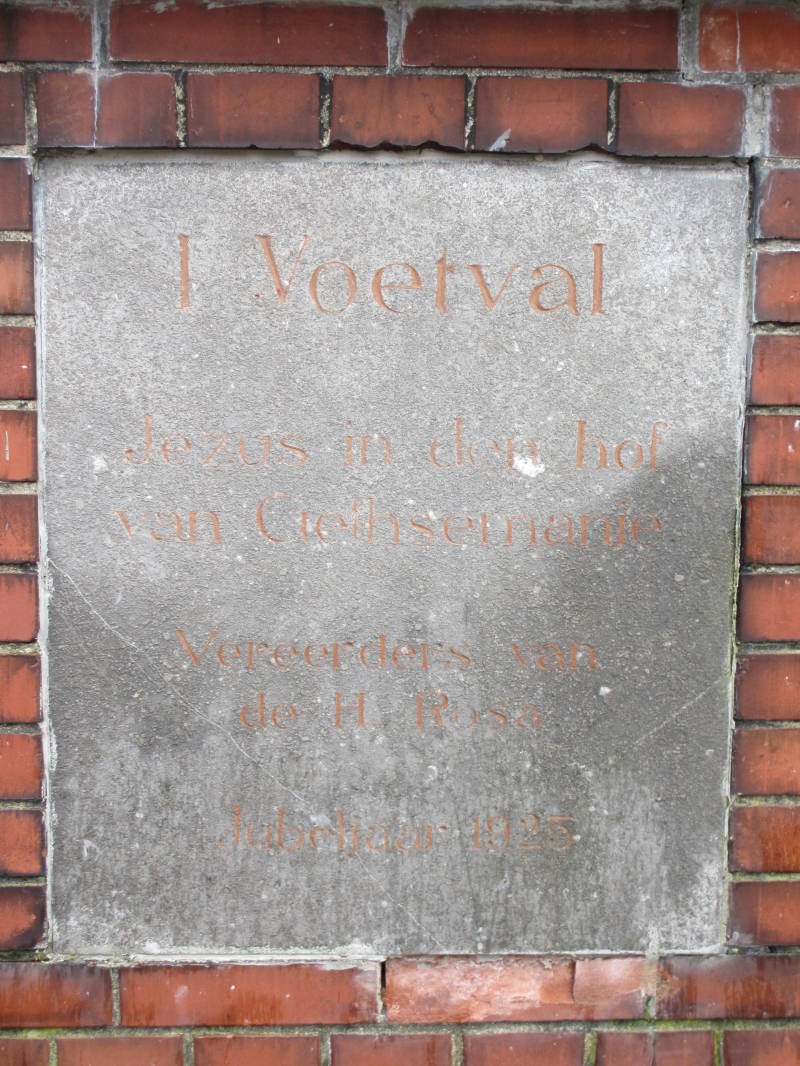 I Voetval
Jezus in den hof
van Gethsemanie
Vereerders van
de H. Rosa
Jubeljaar 1925